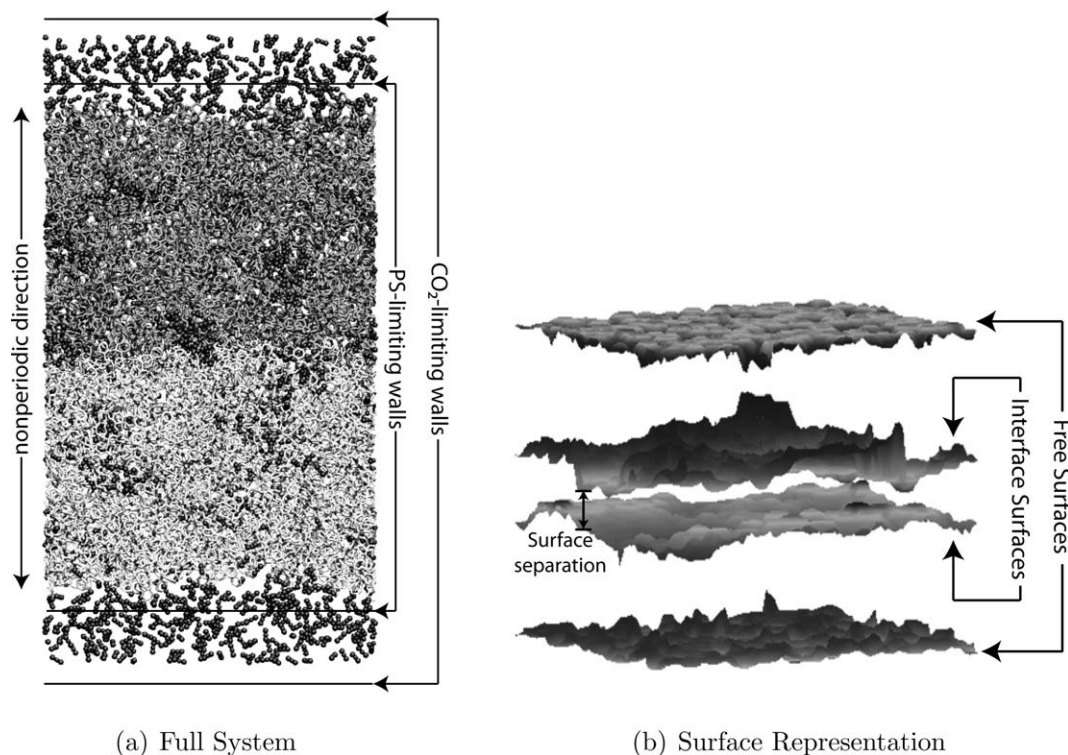 nonperiodic direction
PS-limiting walls
CO₂-limiting walls
Surface
separation
Interface Surfaces
Free Surfaces
(a) Full System
(b) Surface Representation